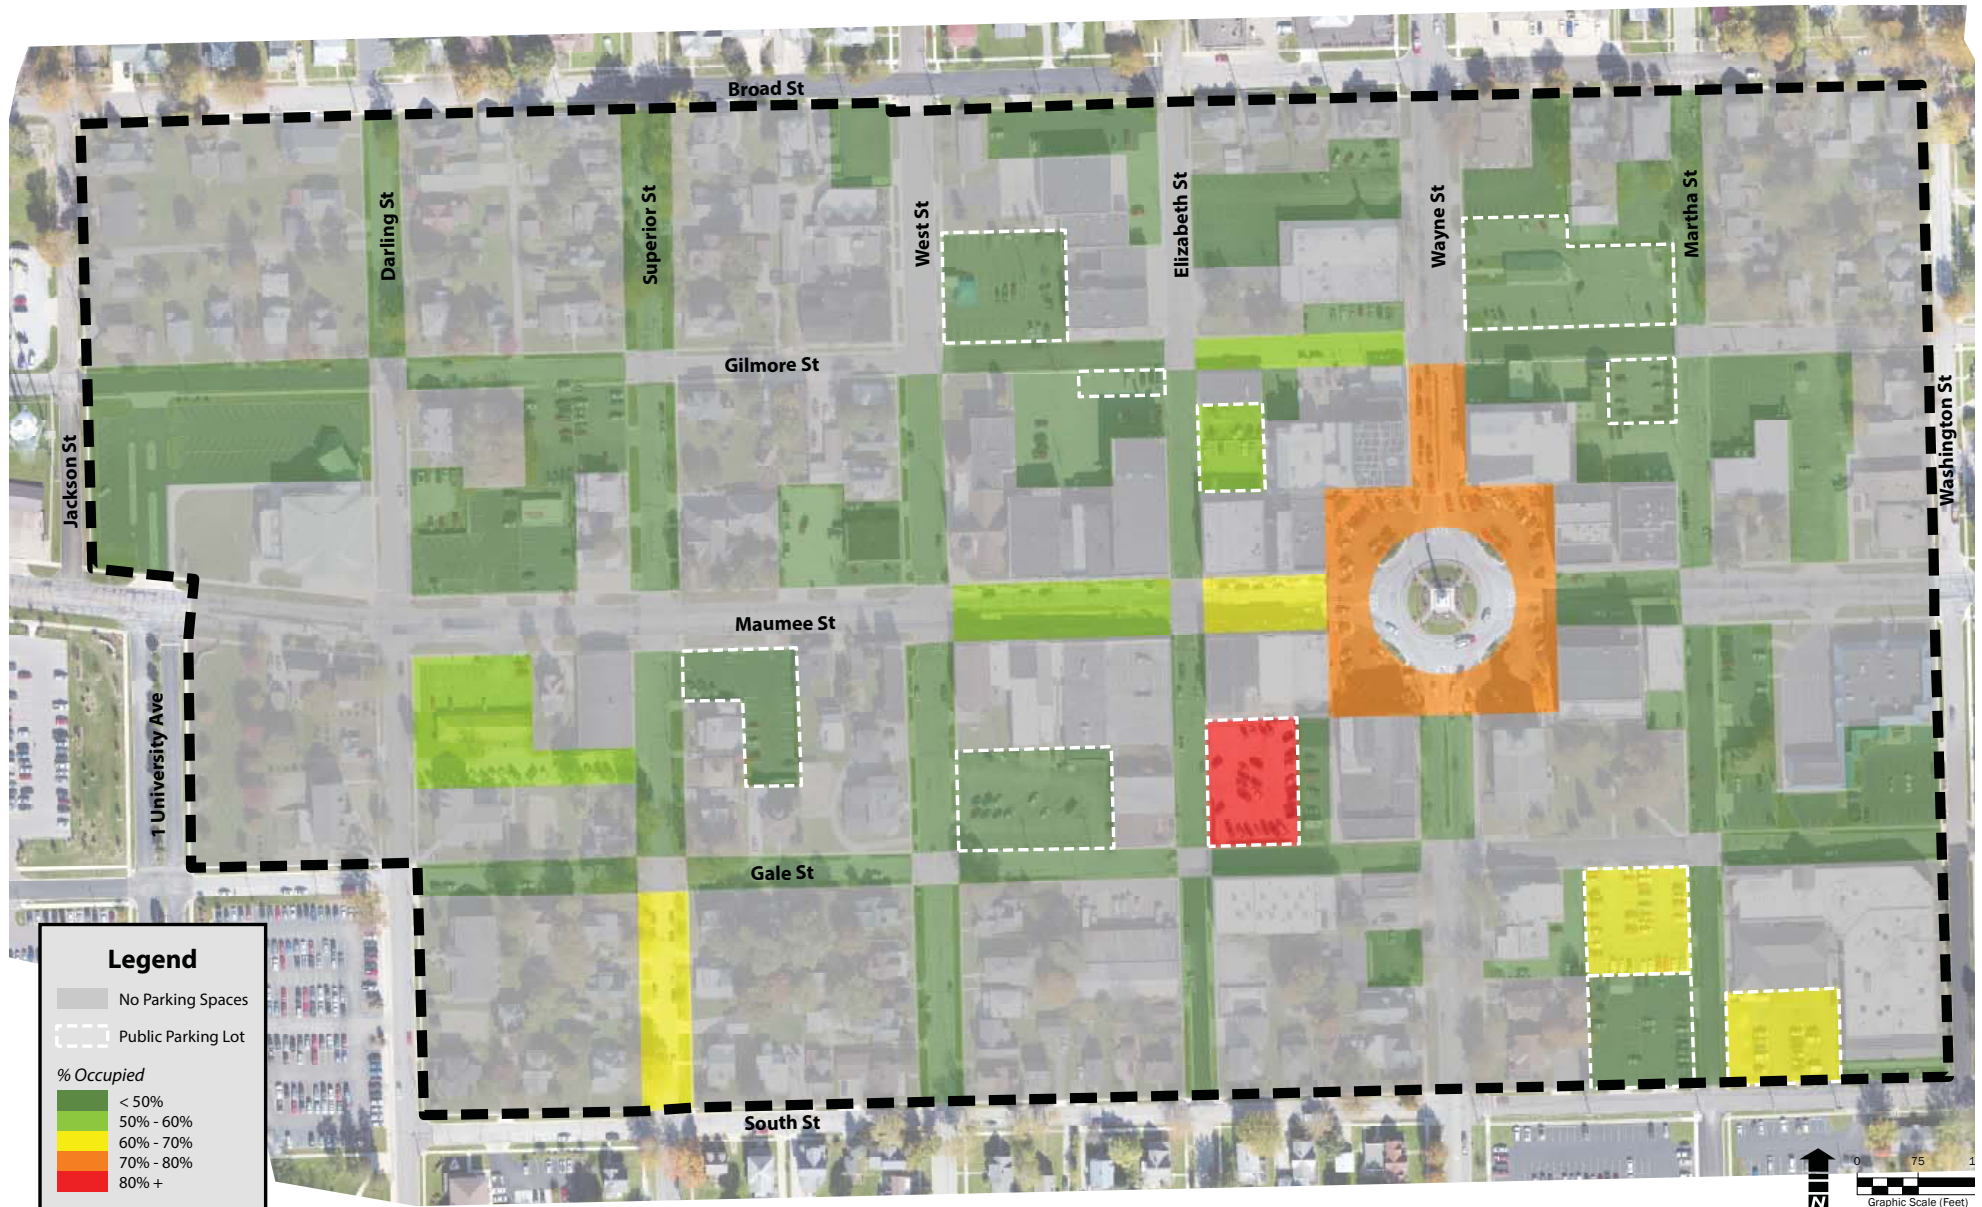 Broad St
Darling St
Superior St
West St
Elizabeth St
Wayne St
Martha St
Gilmore St
Jackson St
Washington St
Maumee St
1 University Ave
Gale St
South St
Legend
No Parking Spaces
Public Parking Lot
% Occupied
< 50%
50% - 60%
60% - 70%
70% - 80%
80% +
N
0 75 1
Graphic Scale (Feet)